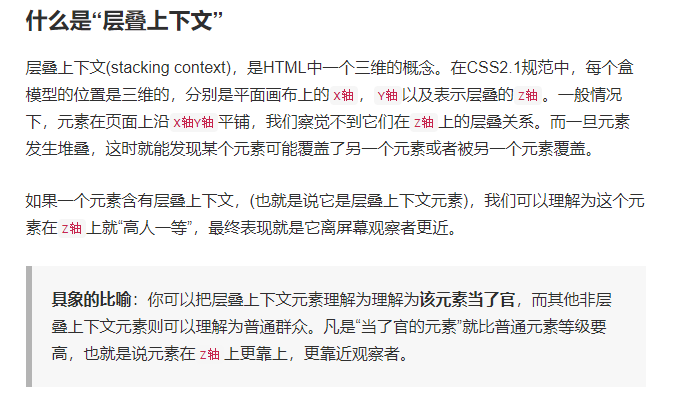 什么是“层叠上下文”
层叠上下文(stacking context)，是HTML中一个三维的概念。在CSS2.1规范中，每个盒
模型的位置是三维的，分别是平面画布上的 X轴 ， Y轴 以及表示层叠的 Z轴 。一般情况
下，元素在页面上沿 X轴Y轴 平铺，我们察觉不到它们在 Z轴 上的层叠关系。而一旦元素
发生堆叠，这时就能发现某个元素可能覆盖了另一个元素或者被另一个元素覆盖。
如果一个元素含有层叠上下文，(也就是说它是层叠上下文元素)，我们可以理解为这个元
素在 Z轴 上就“高人一等”，最终表现就是它离屏幕观察者更近。
具象的比喻：你可以把层叠上下文元素理解为理解为该元素当了官，而其他非层
叠上下文元素则可以理解为普通群众。凡是“当了官的元素”就比普通元素等级要
高，也就是说元素在 Z轴 上更靠上，更靠近观察者。